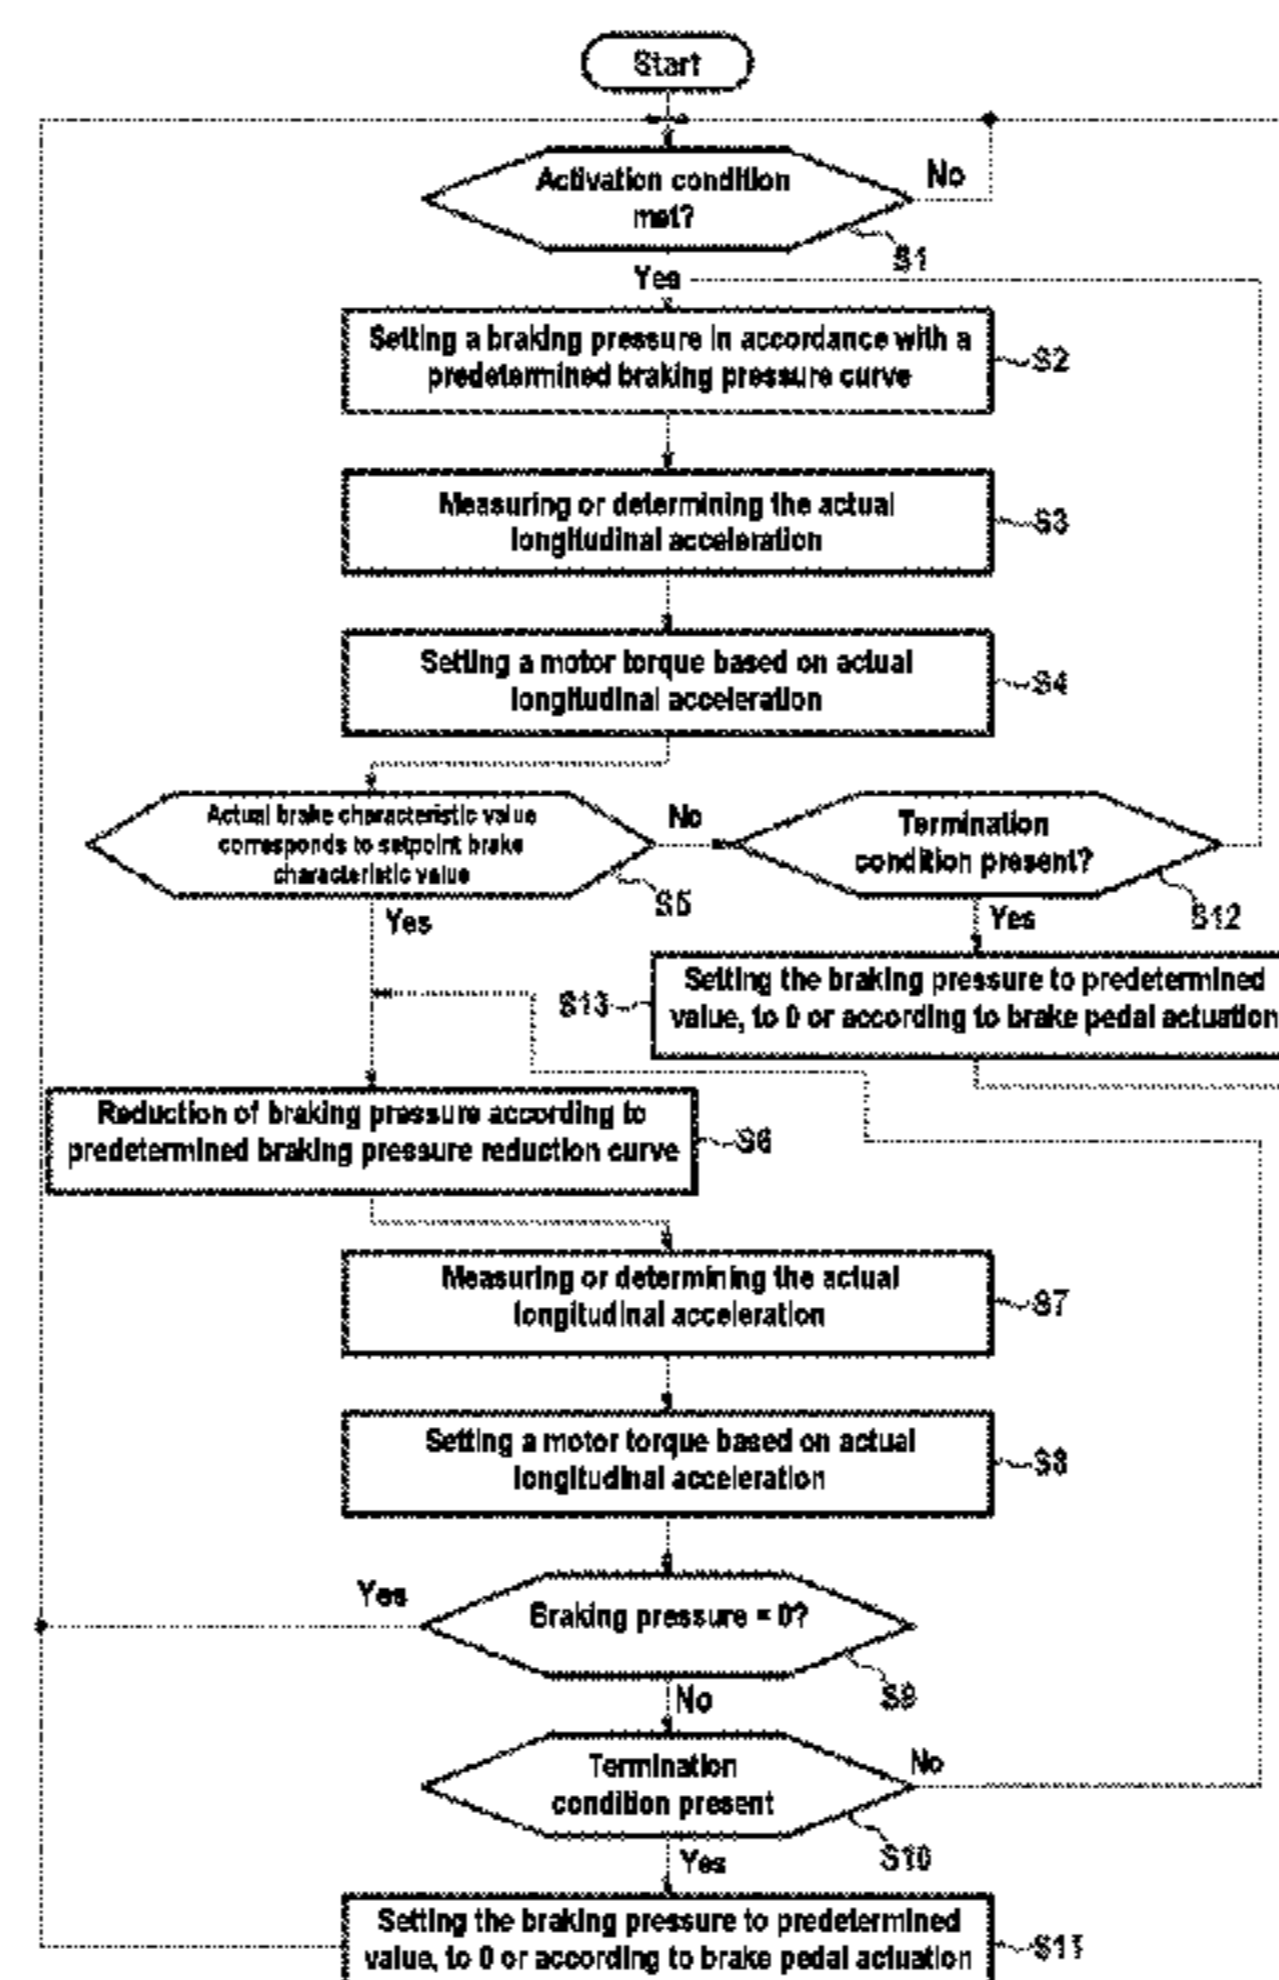 Start
Activation condition
met?
No
S1
Yes
Setting a braking pressure in accordance with a
predetermined braking pressure curve
S2
Measuring or determining the actual
longitudinal acceleration
S3
Setting a motor torque based on actual
longitudinal acceleration
S4
Actual brake characteristic value
corresponds to setpoint brake
characteristic value
No
S5
Yes
Termination
condition present?
S12
Yes
Setting the braking pressure to predetermined
value, to 0 or according to brake pedal actuation
S13
Reduction of braking pressure according to
predetermined braking pressure reduction curve
S6
Measuring or determining the actual
longitudinal acceleration
S7
Setting a motor torque based on actual
longitudinal acceleration
S8
Yes
Braking pressure = 0?
S9
No
Termination
condition present
No
S10
Yes
Setting the braking pressure to predetermined
value, to 0 or according to brake pedal actuation
S11